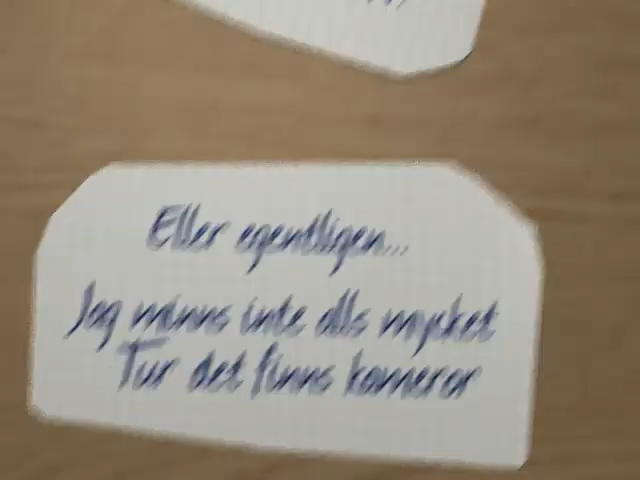 Eller egentligen...
Jag minns inte alls mycket
Tur det finns kameror